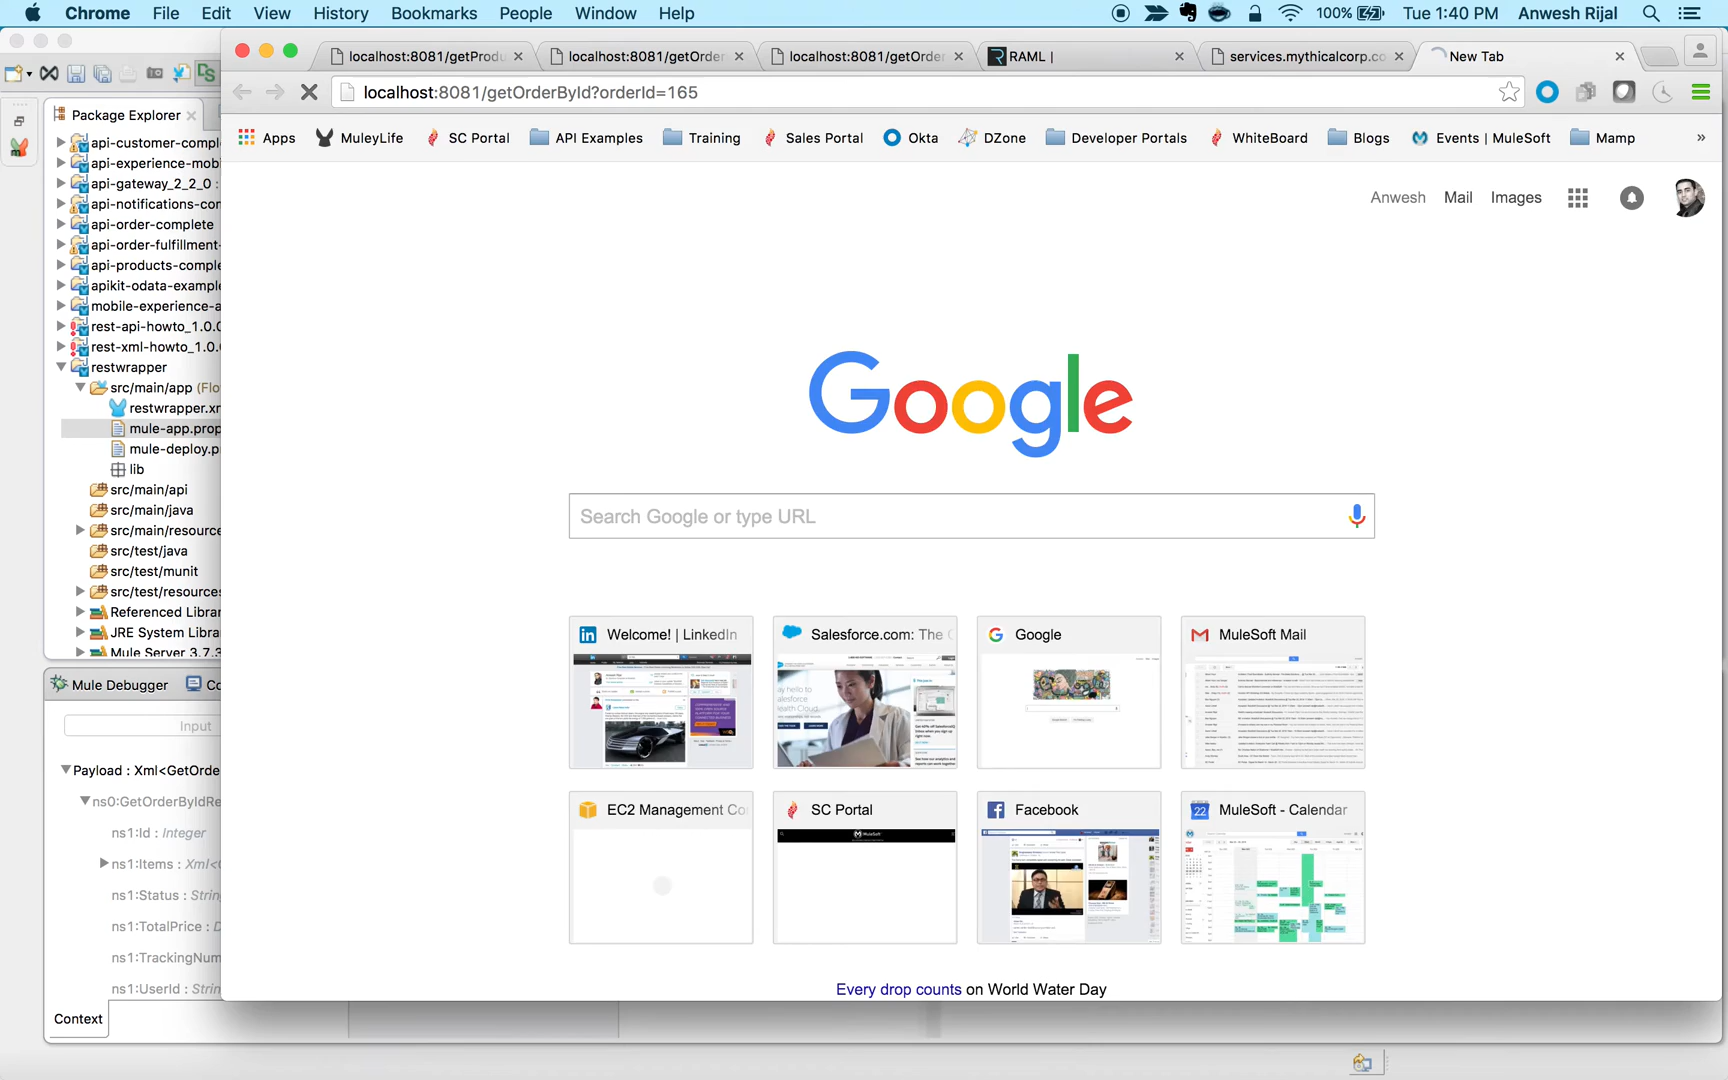 Chrome File Edit View History Bookmarks People Window Help 100% Tue 1:40 PM Anwesh Rijal
localhost:8081/getProdu localhost:8081/getOrder localhost:8081/getOrder RAML | services.mythicalcorp.co New Tab
localhost:8081/getOrderById?orderId=165
Apps MuleyLife SC Portal API Examples Training Sales Portal Okta DZone Developer Portals WhiteBoard Blogs Events | MuleSoft Mamp »
Package Explorer
api-customer-compl
api-experience-mobi
api-gateway_2_2_0 :
api-notifications-con
api-order-complete
api-order-fulfillment-
api-products-comple
apikit-odata-example
mobile-experience-a
rest-api-howto_1.0.0
rest-xml-howto_1.0.0
restwrapper
src/main/app (Flo
restwrapper.xm
mule-app.prop
mule-deploy.p
lib
src/main/api
src/main/java
src/main/resource
src/test/java
src/test/munit
src/test/resources
Referenced Librar
JRE System Libra
Mule Server 3.7.3
Mule Debugger Co
Input
Payload : Xml<GetOrde
ns0:GetOrderByIdRe
ns1:Id : Integer
ns1:Items : Xml<
ns1:Status : Strin
ns1:TotalPrice : D
ns1:TrackingNum
ns1:UserId : Strin
Context
Anwesh Mail Images
Google
Search Google or type URL
Welcome! | LinkedIn Salesforce.com: The C Google MuleSoft Mail
EC2 Management Co SC Portal Facebook MuleSoft - Calendar
22
MuleSoft
Every drop counts on World Water Day